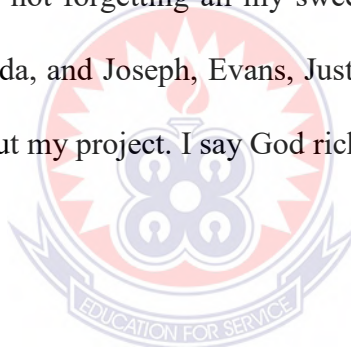 not forgetting all my swee
da, and Joseph, Evans, Just
ut my project. I say God rich
EDUCATION FOR SERVICE